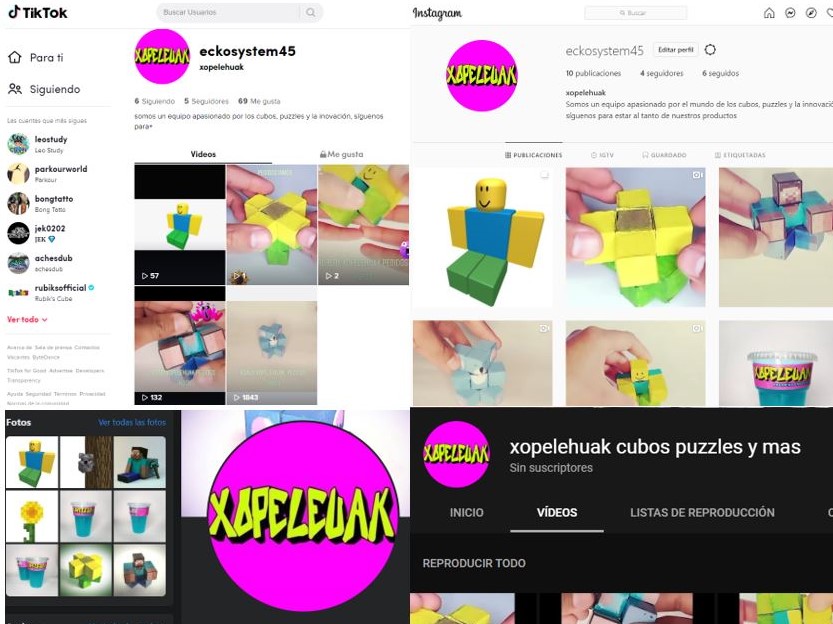 TikTok
Buscar Usuarios
Para ti
Siguiendo
Las cuentas que más sigues
leostudy
Leo Study
parkourworld
Parkour
bongtatto
Bong Tatto
jek0202
JEK
achesdub
achesdub
rubiksofficial
Rubik's Cube
Ver todo
Acerca de Sala de prensa Contactos
Vacantes ByteDance
TikTok for Good Advertise Developers
Transparency
Ayuda Seguridad Términos Privacidad
XOPELEUAK
eckosystem45
xopelehuak
6 Siguiendo 5 Seguidores 69 Me gusta
somos un equipo apasionado por los cubos, puzzles y la inovación, siguenos
para+
Videos
Me gusta
57
1
2
132
1843
Instagram
Buscar
XOPELEUAK
eckosystem45 Editar perfil
10 publicaciones 4 seguidores 6 seguidos
xopelehuak
Somos un equipo apasionado por el mundo de los cubos, puzzles y la innovació
síguenos para estar al tanto de nuestros productos
PUBLICACIONES
IGTV
GUARDADO
ETIQUETADAS
XOPELEUAK
Fotos
Ver todas las fotos
XOPELEUAK
XOPELEUAK
xopelehuak cubos puzzles y mas
Sin suscriptores
INICIO
VÍDEOS
LISTAS DE REPRODUCCIÓN
C
REPRODUCIR TODO